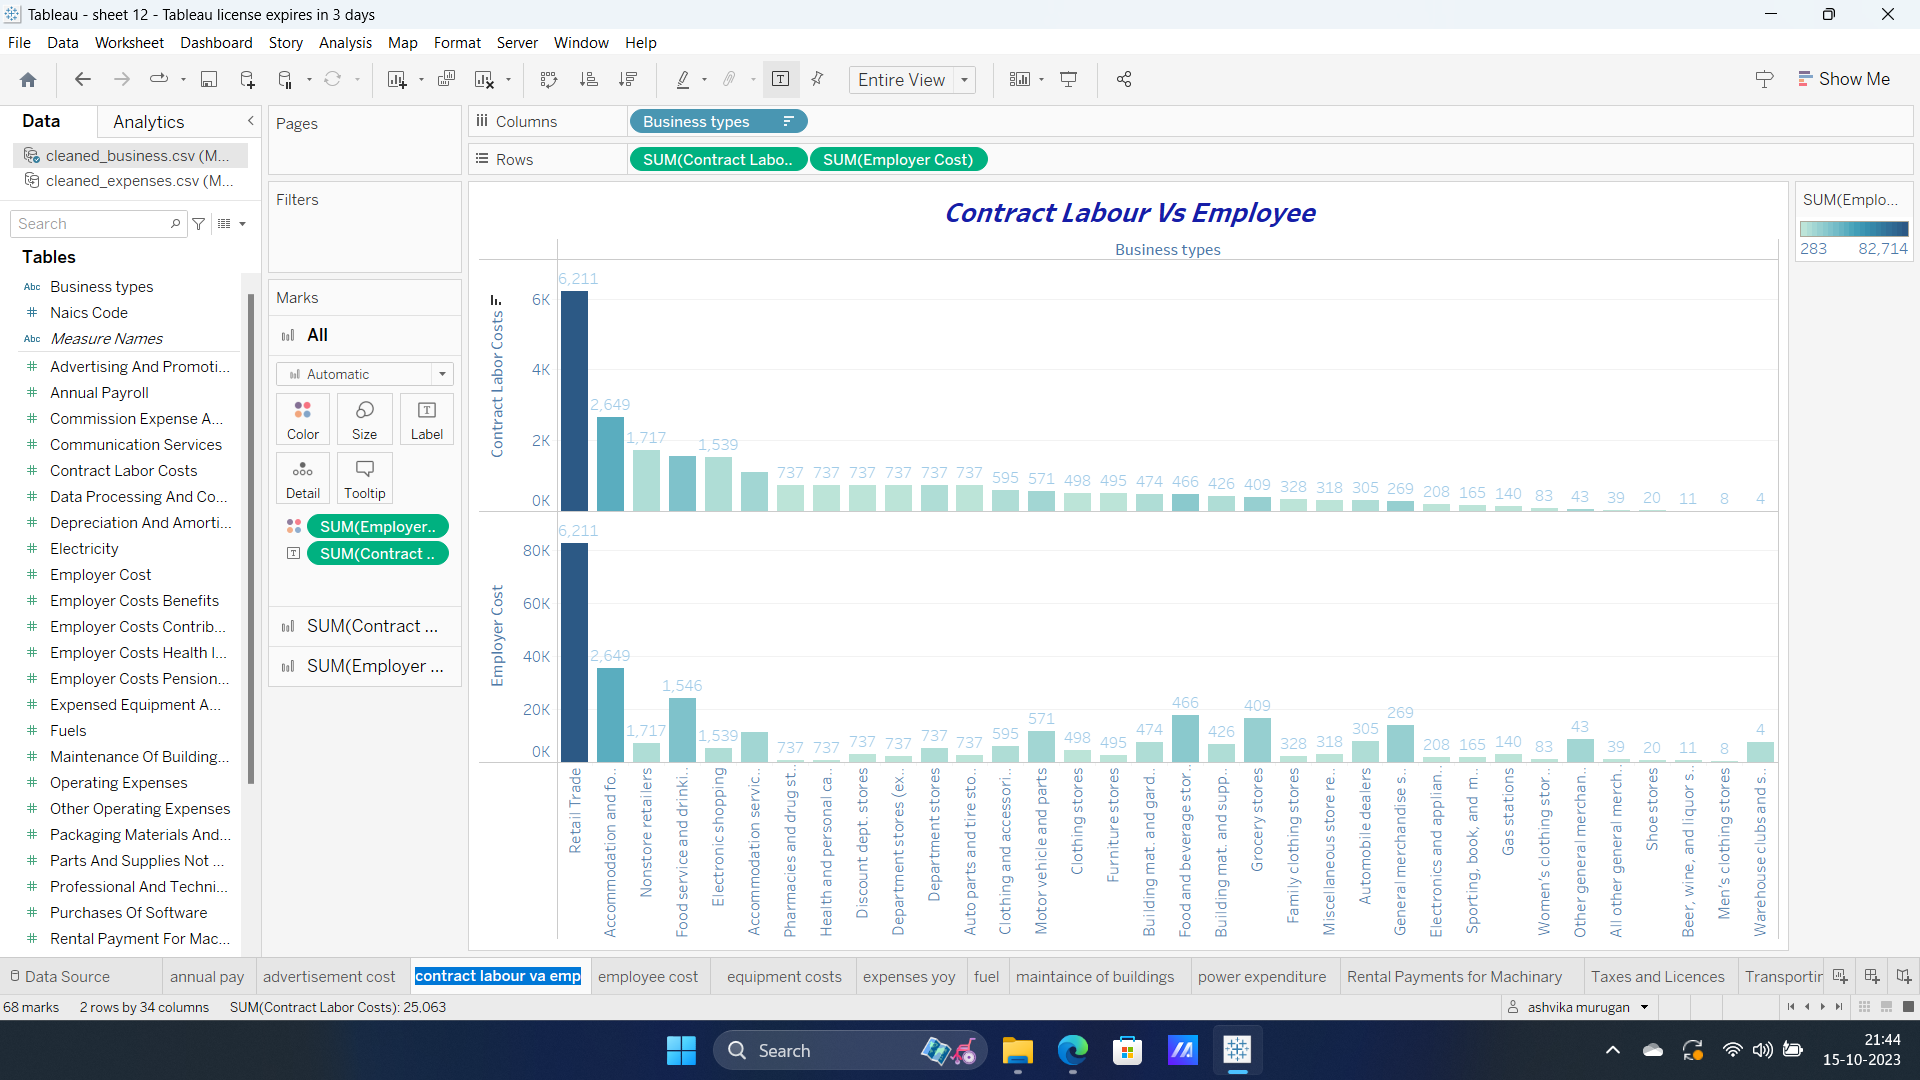 Tableau - sheet 12 - Tableau license expires in 3 days
File Data Worksheet Dashboard Story Analysis Map Format Server Window Help
Entire View
Show Me
Data
Analytics
cleaned_business.csv (M...
cleaned_expenses.csv (M...
Search
Tables
Abc Business types
# Naics Code
Abc Measure Names
# Advertising And Promoti...
# Annual Payroll
# Commission Expense A...
# Communication Services
# Contract Labor Costs
# Data Processing And Co...
# Depreciation And Amorti...
# Electricity
# Employer Cost
# Employer Costs Benefits
# Employer Costs Contrib...
# Employer Costs Health I...
# Employer Costs Pension...
# Expensed Equipment A...
# Fuels
# Maintenance Of Building...
# Operating Expenses
# Other Operating Expenses
# Packaging Materials And...
# Parts And Supplies Not ...
# Professional And Techni...
# Purchases Of Software
# Rental Payment For Mac...
Pages
Filters
Marks
All
Automatic
Color
Size
T
Label
Detail
Tooltip
SUM(Employer..
T SUM(Contract ..
SUM(Contract ...
SUM(Employer ...
Columns
Business types
Rows
SUM(Contract Labo..
SUM(Employer Cost)
Contract Labour Vs Employee
Business types
Contract Labor Costs
6K
4K
2K
0K
6,211
2,649
1,717
1,539
737
737
737
737
737
737
595
571
498
495
474
466
426
409
328
318
305
269
208
165
140
83
43
39
20
11
8
4
Employer Cost
80K
60K
40K
20K
0K
6,211
2,649
1,717
1,546
1,539
737
737
737
737
737
737
595
571
498
495
474
466
426
409
328
318
305
269
208
165
140
83
43
39
20
11
8
4
Retail Trade
Accommodation and fo..
Nonstore retailers
Food service and drinki..
Electronic shopping
Accommodation servic..
Pharmacies and drug st..
Health and personal ca..
Discount dept. stores
Department stores (ex..
Department stores
Auto parts and tire sto..
Clothing and accessori..
Motor vehicle and parts
Clothing stores
Furniture stores
Building mat. and gard..
Food and beverage stor..
Building mat. and supp..
Grocery stores
Family clothing stores
Miscellaneous store re..
Automobile dealers
General merchandise s..
Electronics and applian..
Sporting, book, and m..
Gas stations
Women's clothing stor..
Other general merchan..
All other general merch..
Shoe stores
Beer, wine, and liquor s..
Men's clothing stores
Warehouse clubs and s..
SUM(Emplo...
283 82,714
Data Source
annual pay
advertisement cost
contract labour va emp
employee cost
equipment costs
expenses yoy
fuel
maintaince of buildings
power expenditure
Rental Payments for Machinary
Taxes and Licences
Transportin
68 marks 2 rows by 34 columns SUM(Contract Labor Costs): 25,063
ashvika murugan
Search
21:44
15-10-2023